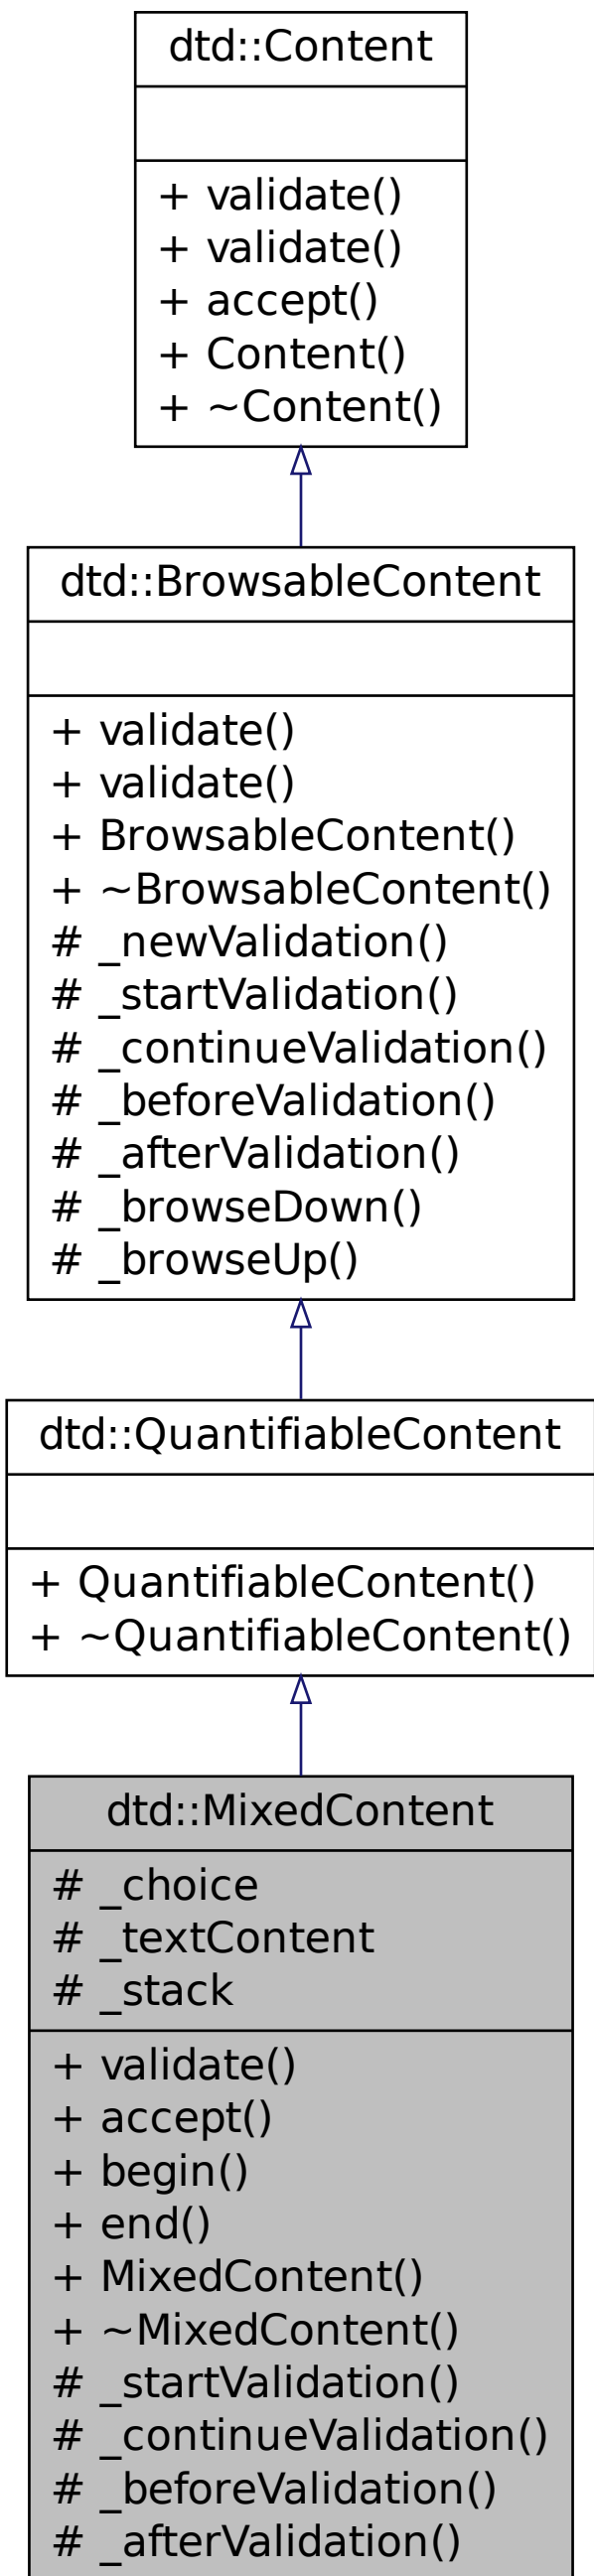 dtd::Content
+ validate()
+ validate()
+ accept()
+ Content()
+ ~Content()
dtd::BrowsableContent
+ validate()
+ validate()
+ BrowsableContent()
+ ~BrowsableContent()
# _newValidation()
# _startValidation()
# _continueValidation()
# _beforeValidation()
# _afterValidation()
# _browseDown()
# _browseUp()
dtd::QuantifiableContent
+ QuantifiableContent()
+ ~QuantifiableContent()
dtd::MixedContent
# _choice
# _textContent
# _stack
+ validate()
+ accept()
+ begin()
+ end()
+ MixedContent()
+ ~MixedContent()
# _startValidation()
# _continueValidation()
# _beforeValidation()
# _afterValidation()